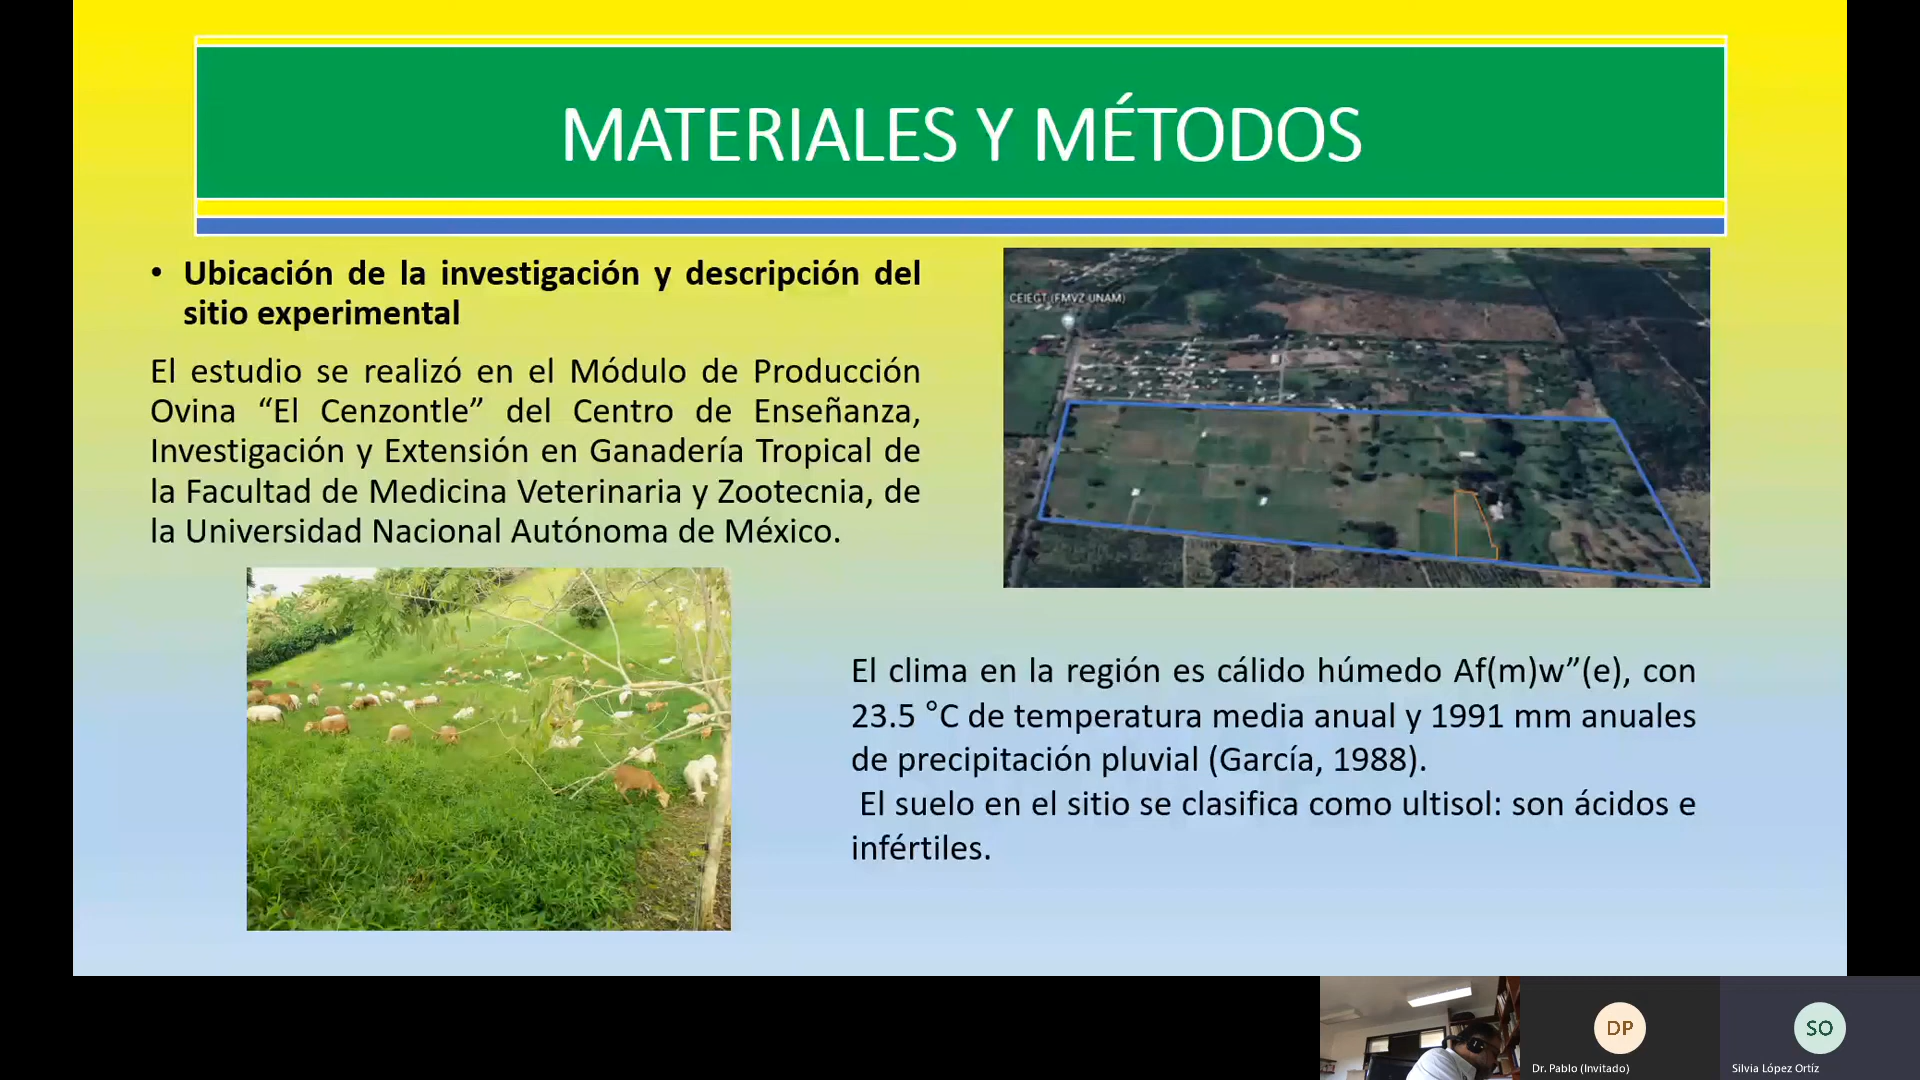 MATERIALES Y MÉTODOS
• Ubicación de la investigación y descripción del
sitio experimental
El estudio se realizó en el Módulo de Producción
Ovina “El Cenzontle” del Centro de Enseñanza,
Investigación y Extensión en Ganadería Tropical de
la Facultad de Medicina Veterinaria y Zootecnia, de
la Universidad Nacional Autónoma de México.
CEIEGT (FMVZ UNAM)
El clima en la región es cálido húmedo Af(m)w”(e), con
23.5 °C de temperatura media anual y 1991 mm anuales
de precipitación pluvial (García, 1988).
El suelo en el sitio se clasifica como ultisol: son ácidos e
infértiles.
DP
Dr. Pablo (Invitado)
SO
Silvia López Ortíz